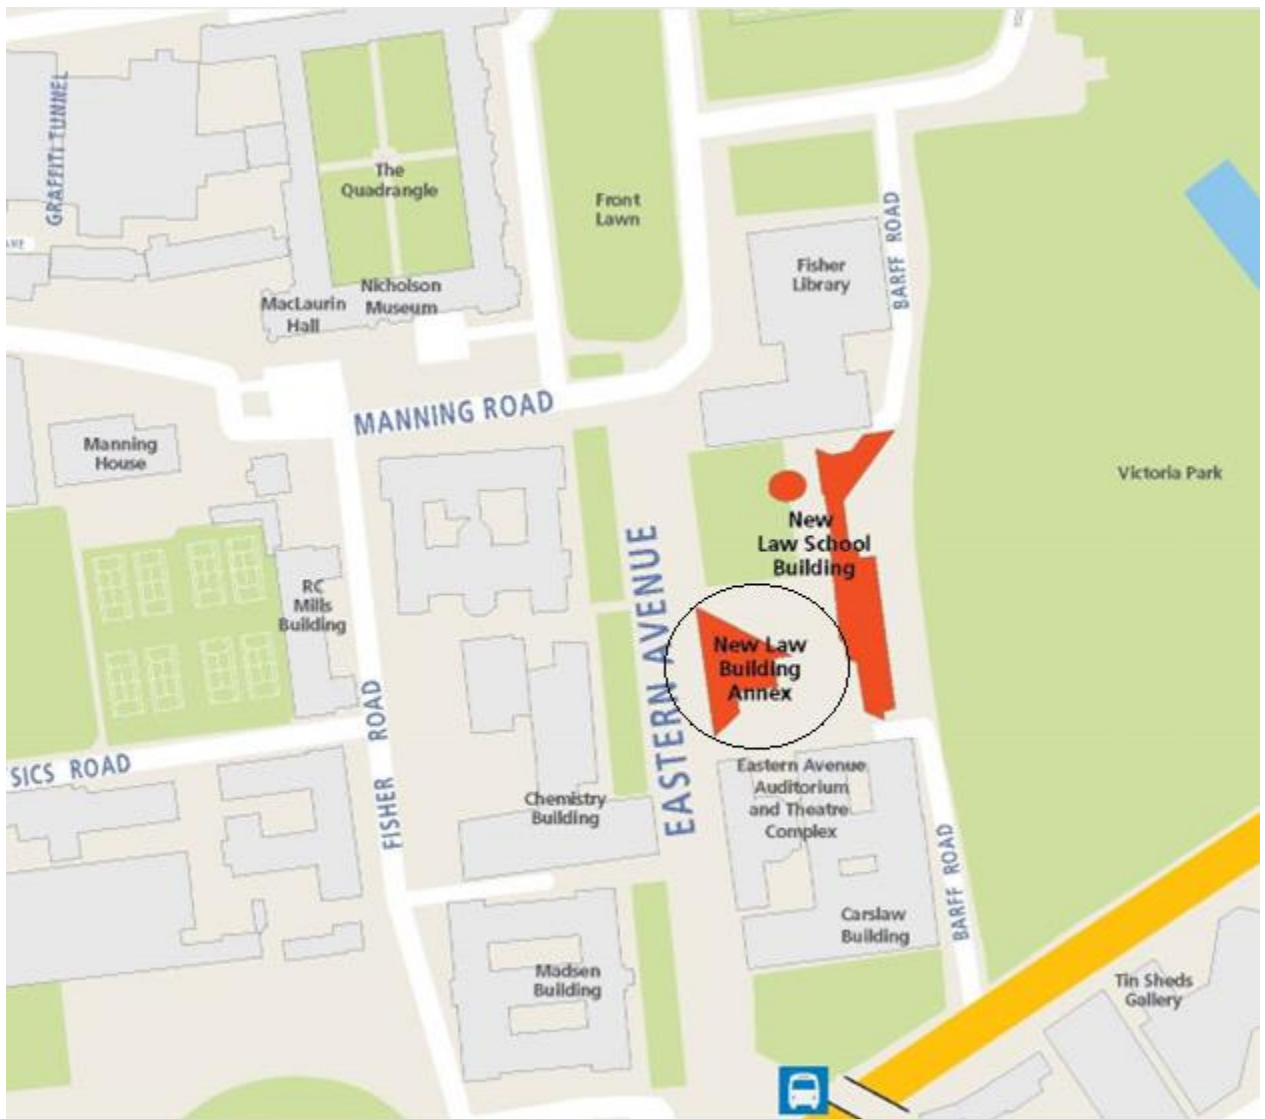 GRAFFITI TUNNEL
The
Quadrangle
Front
Lawn
BARFF ROAD
Fisher
Library
Nicholson
Museum
MacLaurin
Hall
MANNING ROAD
Manning
House
Victoria Park
New
Law School
Building
EASTERN AVENUE
RC
Mills
Building
New Law
Building
Annex
FISHER ROAD
SICS ROAD
Eastern Avenue
Auditorium
and Theatre
Complex
Chemistry
Building
BARFF ROAD
Carslaw
Building
Madsen
Building
Tin Sheds
Gallery